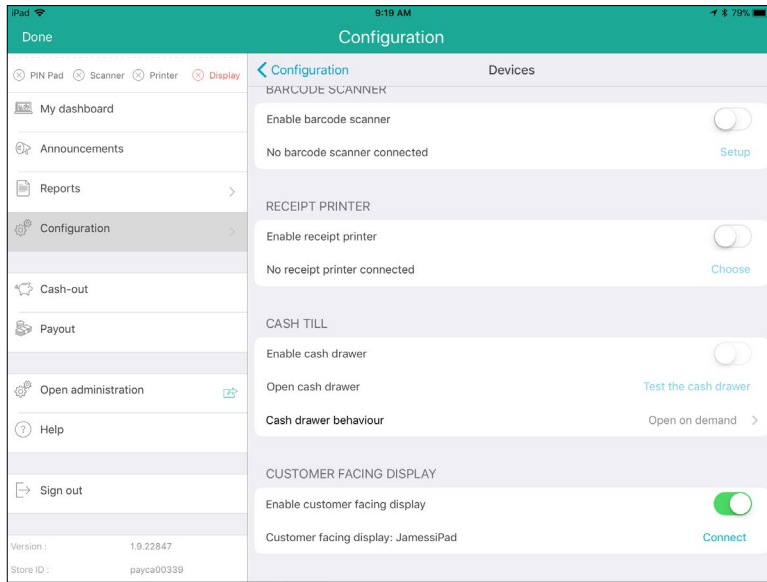 iPad 9:19 AM 79%
Done Configuration
PIN Pad Scanner Printer Display
My dashboard
Announcements
Reports
Configuration
Cash-out
Payout
Open administration
Help
Sign out
Version : 1.9.22847
Store ID : payca00339
Configuration Devices
BARCODE SCANNER
Enable barcode scanner
No barcode scanner connected Setup
RECEIPT PRINTER
Enable receipt printer
No receipt printer connected Choose
CASH TILL
Enable cash drawer
Open cash drawer Test the cash drawer
Cash drawer behaviour Open on demand
CUSTOMER FACING DISPLAY
Enable customer facing display
Customer facing display: JamessiPad Connect